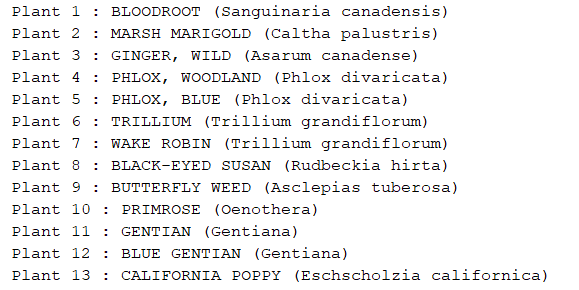 Plant 1 : BLOODROOT (Sanguinaria canadensis)
Plant 2 : MARSH MARIGOLD (Caltha palustris)
Plant 3 : GINGER, WILD (Asarum canadense)
Plant 4 : PHLOX, WOODLAND (Phlox divaricata)
Plant 5 : PHLOX, BLUE (Phlox divaricata)
Plant 6 : TRILLIUM (Trillium grandiflorum)
Plant 7 : WAKE ROBIN (Trillium grandiflorum)
Plant 8 : BLACK-EYED SUSAN (Rudbeckia hirta)
Plant 9 : BUTTERFLY WEED (Asclepias tuberosa)
Plant 10 : PRIMROSE (Oenothera)
Plant 11 : GENTIAN (Gentiana)
Plant 12 : BLUE GENTIAN (Gentiana)
Plant 13 : CALIFORNIA POPPY (Eschscholzia californica)